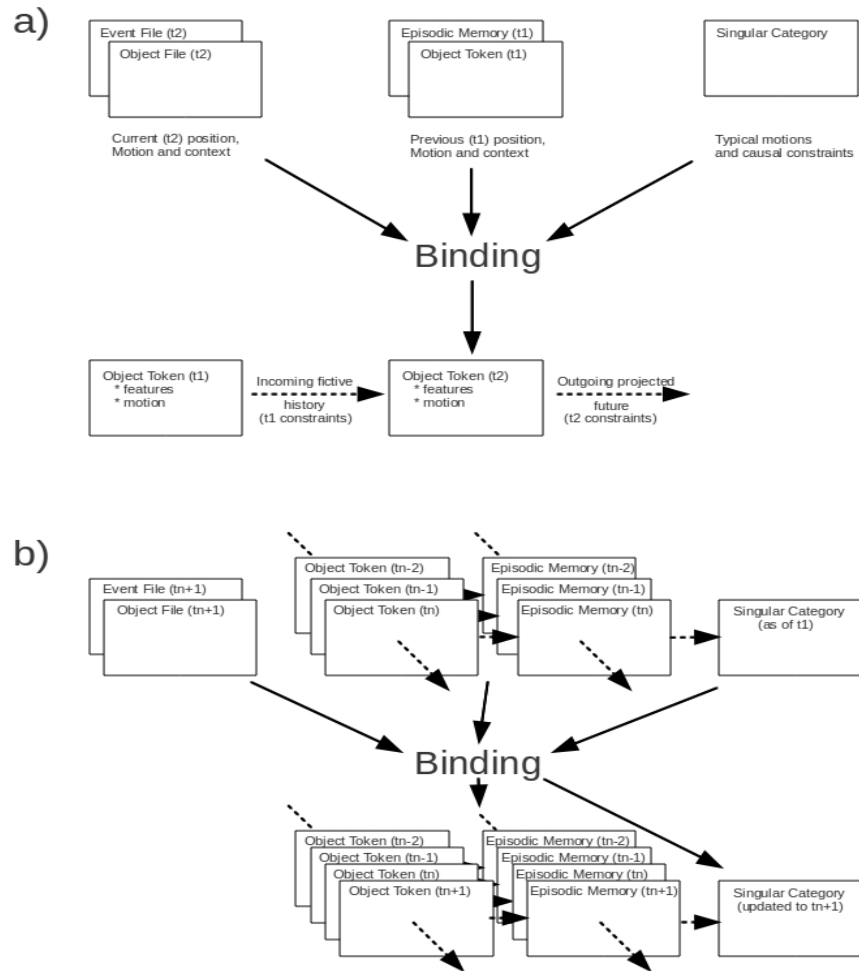 a)
Event File (t2)
Object File (t2)
Episodic Memory (t1)
Object Token (t1)
Singular Category
Current (t2) position,
Motion and context
Previous (t1) position,
Motion and context
Typical motions
and causal constraints
Binding
Object Token (t1)
* features
* motion
Incoming fictive
history
(t1 constraints)
Object Token (t2)
* features
* motion
Outgoing projected
future
(t2 constraints)
b)
Event File (tn+1)
Object File (tn+1)
Object Token (tn-2)
Object Token (tn-1)
Object Token (tn)
Episodic Memory (tn-2)
Episodic Memory (tn-1)
Episodic Memory (tn)
Singular Category
(as of t1)
Binding
Object Token (tn-2)
Object Token (tn-1)
Object Token (tn)
Object Token (tn+1)
Episodic Memory (tn-2)
Episodic Memory (tn-1)
Episodic Memory (tn)
Episodic Memory (tn+1)
Singular Category
(updated to tn+1)